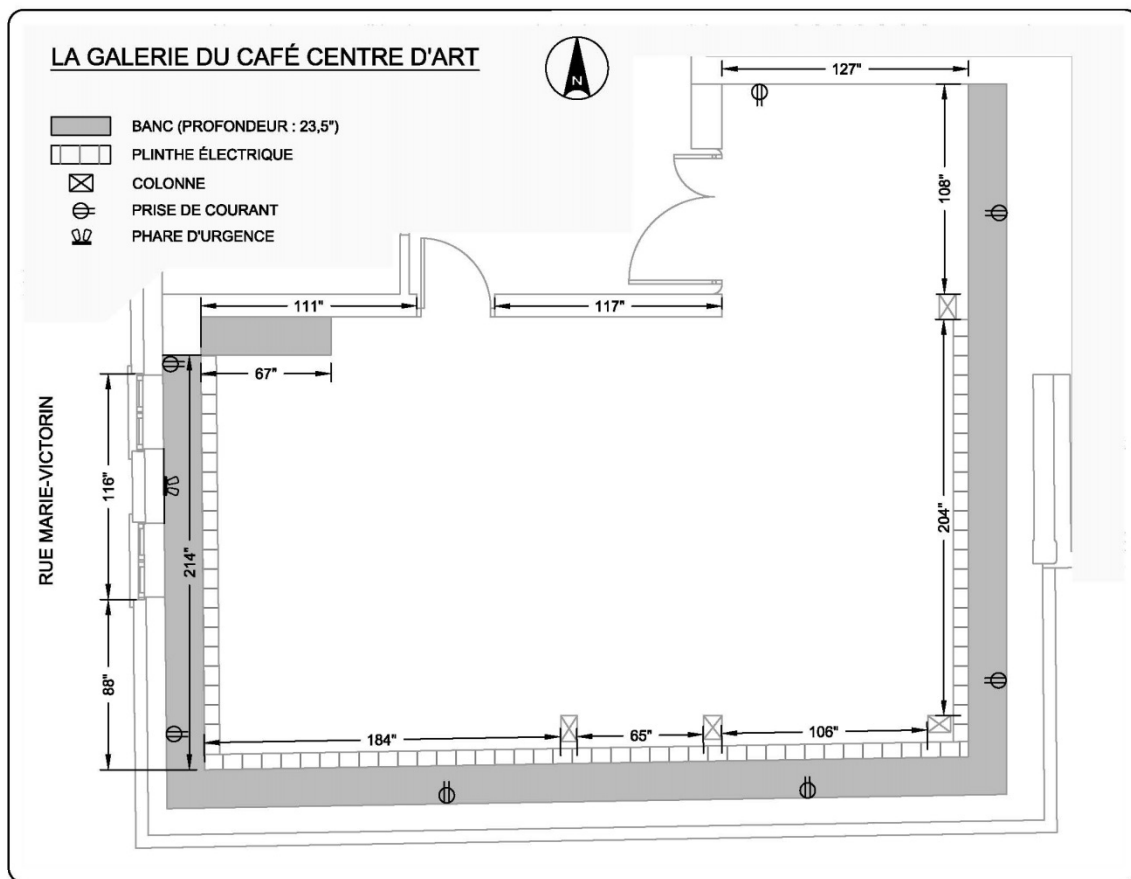 LA GALERIE DU CAFÉ CENTRE D'ART
N
127"
BANC (PROFONDEUR : 23,5")
PLINTHE ÉLECTRIQUE
COLONNE
PRISE DE COURANT
PHARE D'URGENCE
108"
111"
117"
67"
RUE MARIE-VICTORIN
116"
214"
204"
88"
184"
65"
106"